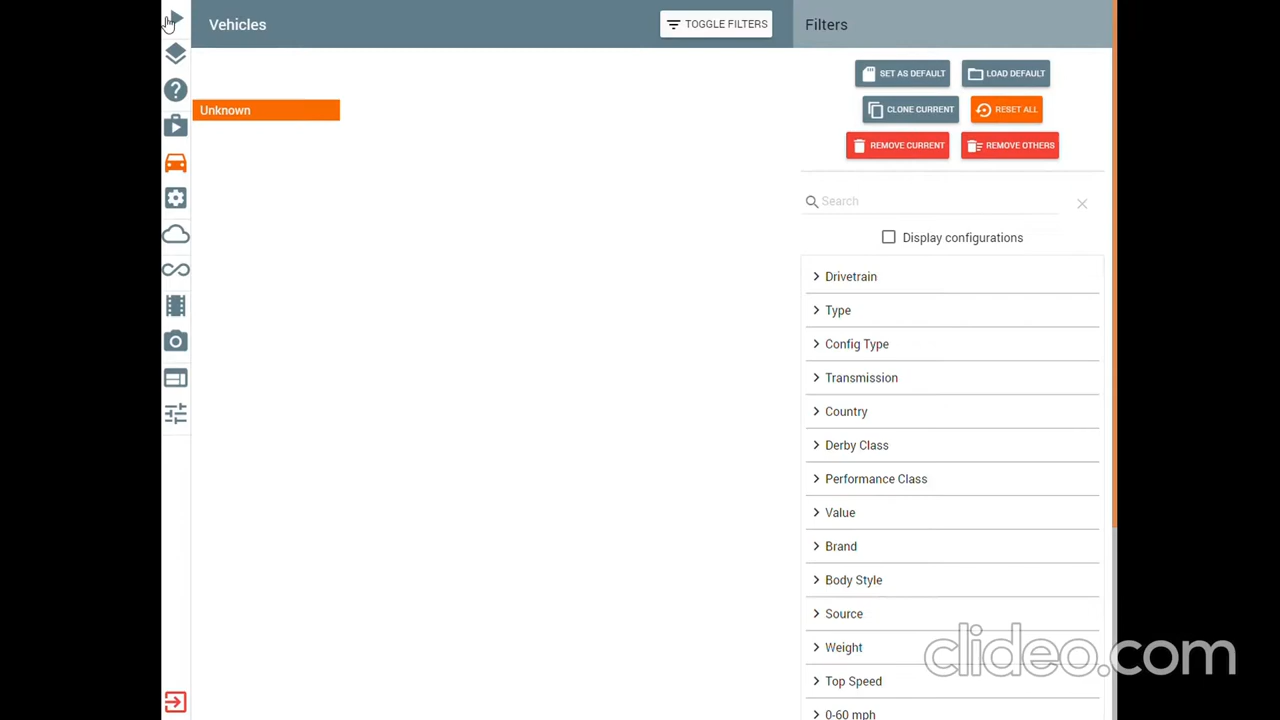 Vehicles
TOGGLE FILTERS
Filters
SET AS DEFAULT
LOAD DEFAULT
CLONE CURRENT
RESET ALL
REMOVE CURRENT
REMOVE OTHERS
Unknown
Search
Display configurations
Drivetrain
Type
Config Type
Transmission
Country
Derby Class
Performance Class
Value
Brand
Body Style
Source
Weight
Top Speed
0-60 mph
clideo.com